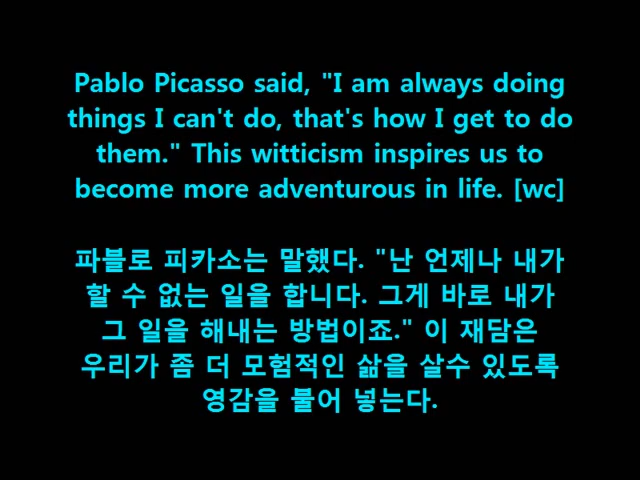 Pablo Picasso said, "I am always doing
things I can't do, that's how I get to do
them." This witticism inspires us to
become more adventurous in life. [wc]
파블로 피카소는 말했다. "난 언제나 내가
할 수 없는 일을 합니다. 그게 바로 내가
그 일을 해내는 방법이죠." 이 재담은
우리가 좀 더 모험적인 삶을 살수 있도록
영감을 불어 넣는다.